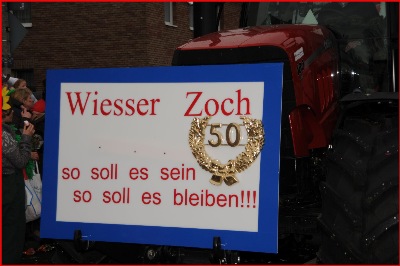 Wiesser Zoch
50
so soll es sein
so soll es bleiben!!!